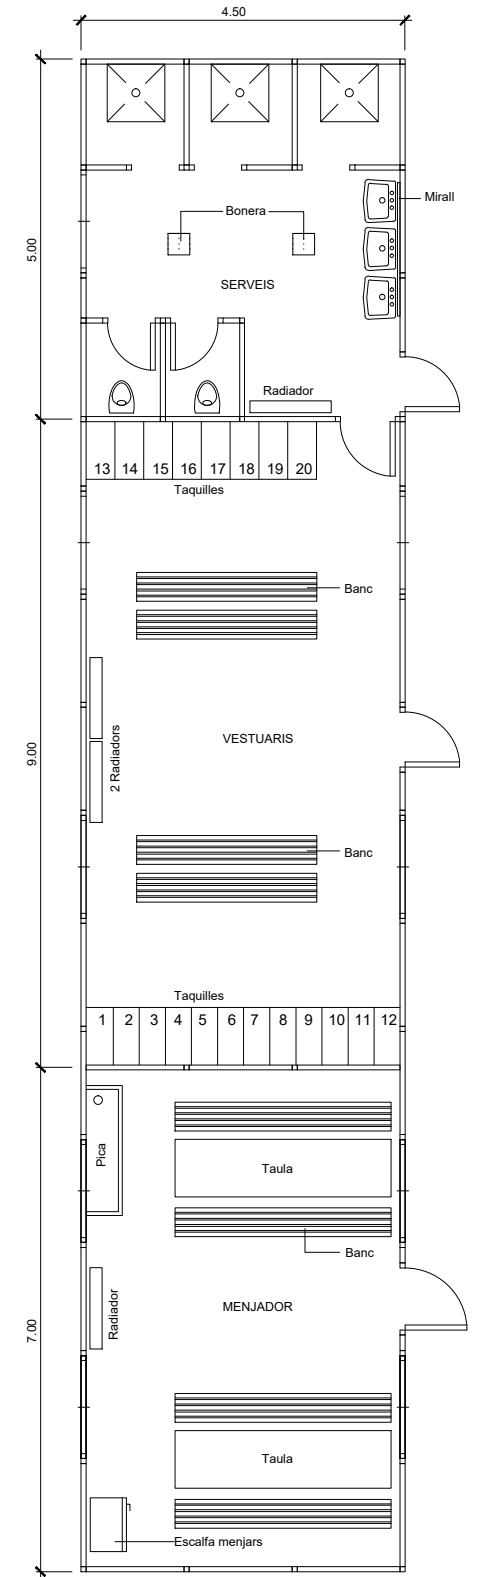 4.50
5.00
Mirall
Bonera
SERVEIS
Radiador
13 14 15 16 17 18 19 20
Taquilles
Banc
9.00
2 Radiadors
VESTUARIS
Banc
Taquilles
1 2 3 4 5 6 7 8 9 10 11 12
Pica
Taula
Banc
7.00
Radiador
MENJADOR
Taula
Escalfa menjars